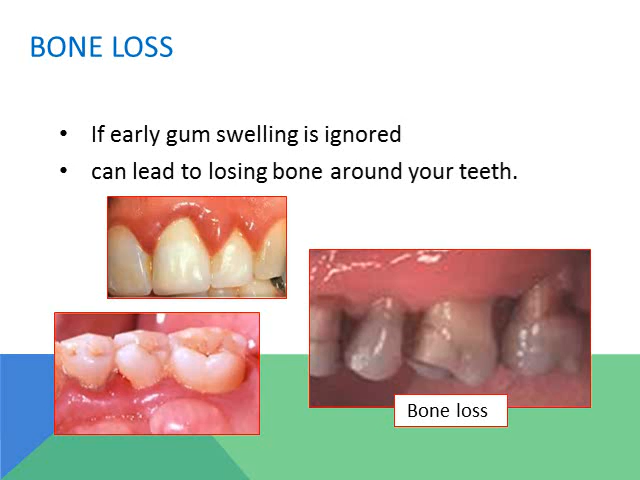 BONE LOSS
• If early gum swelling is ignored
• can lead to losing bone around your teeth.
Bone loss